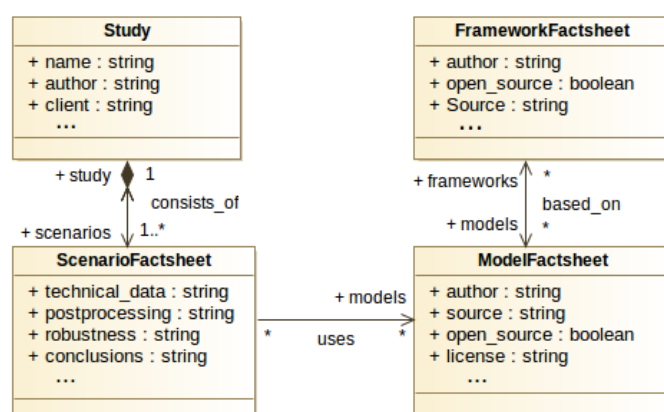 Study
+ name : string
+ author : string
+ client : string
...
FrameworkFactsheet
+ author : string
+ open_source : boolean
+ Source : string
...
+ study 1
consists_of
+ scenarios 1..*
+ frameworks *
based_on
+ models *
ScenarioFactsheet
+ technical_data : string
+ postprocessing : string
+ robustness : string
+ conclusions : string
...
+ models
* uses *
ModelFactsheet
+ author : string
+ source : string
+ open_source : boolean
+ license : string
...